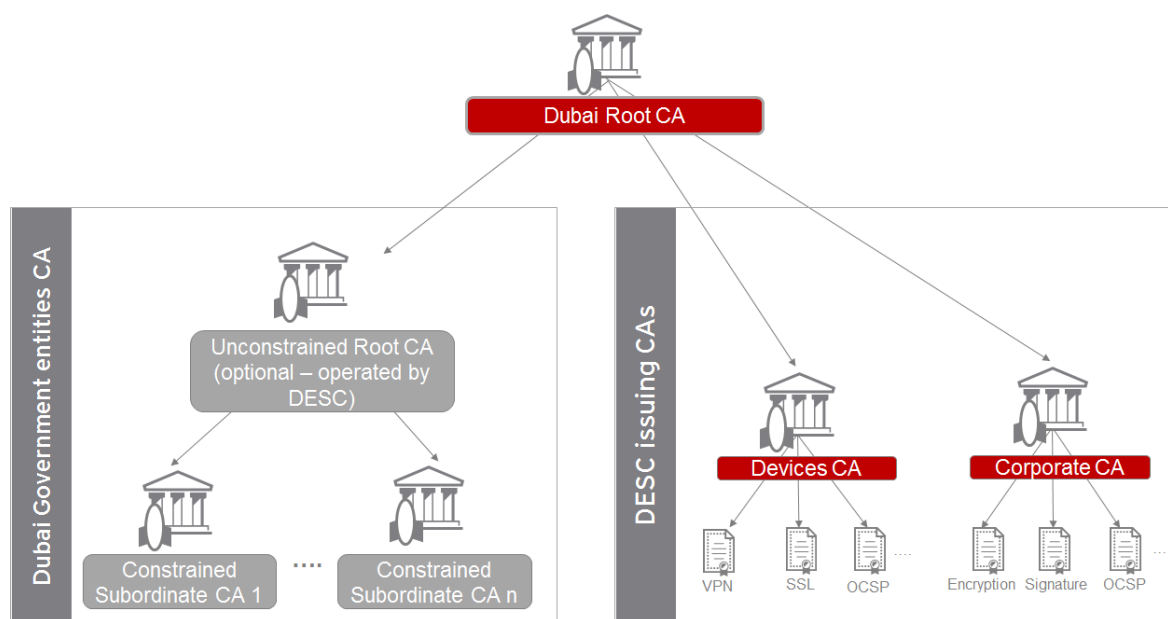 Dubai Root CA
Dubai Government entities CA
Unconstrained Root CA
(optional – operated by
DESC)
Constrained
Subordinate CA 1
....
Constrained
Subordinate CA n
DESC issuing CAs
Devices CA
Corporate CA
VPN
SSL
OCSP
....
Encryption
Signature
OCSP
....